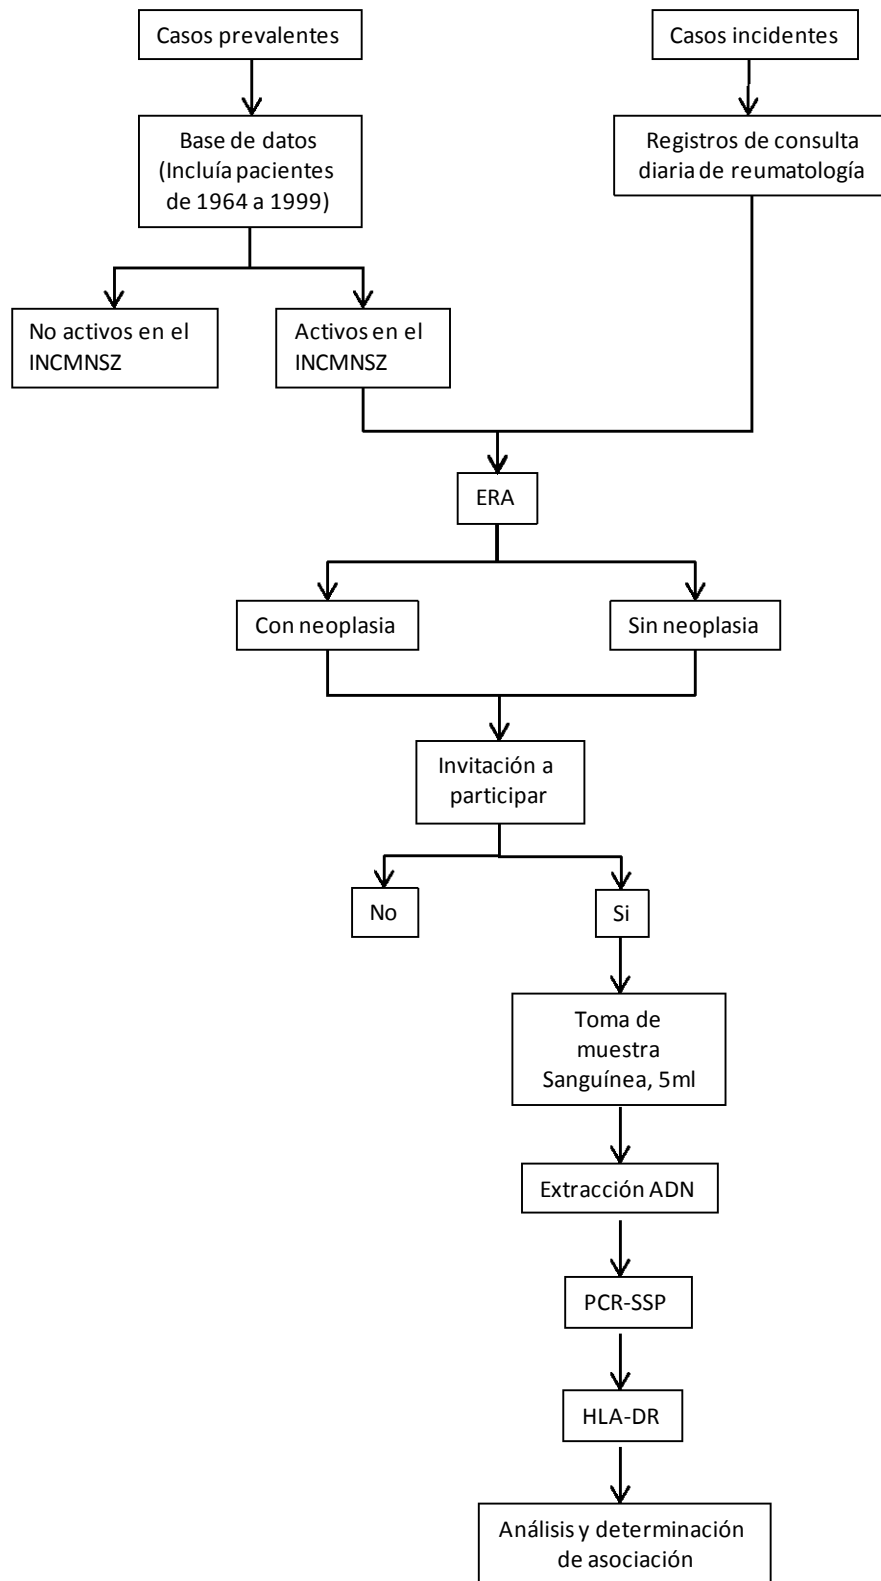 Casos prevalentes
Casos incidentes
Base de datos
(Incluía pacientes
de 1964 a 1999)
Registros de consulta
diaria de reumatología
No activos en el
INCMNSZ
Activos en el
INCMNSZ
ERA
Con neoplasia
Sin neoplasia
Invitación a
participar
No
Si
Toma de
muestra
Sanguínea, 5ml
Extracción ADN
PCR-SSP
HLA-DR
Análisis y determinación
de asociación